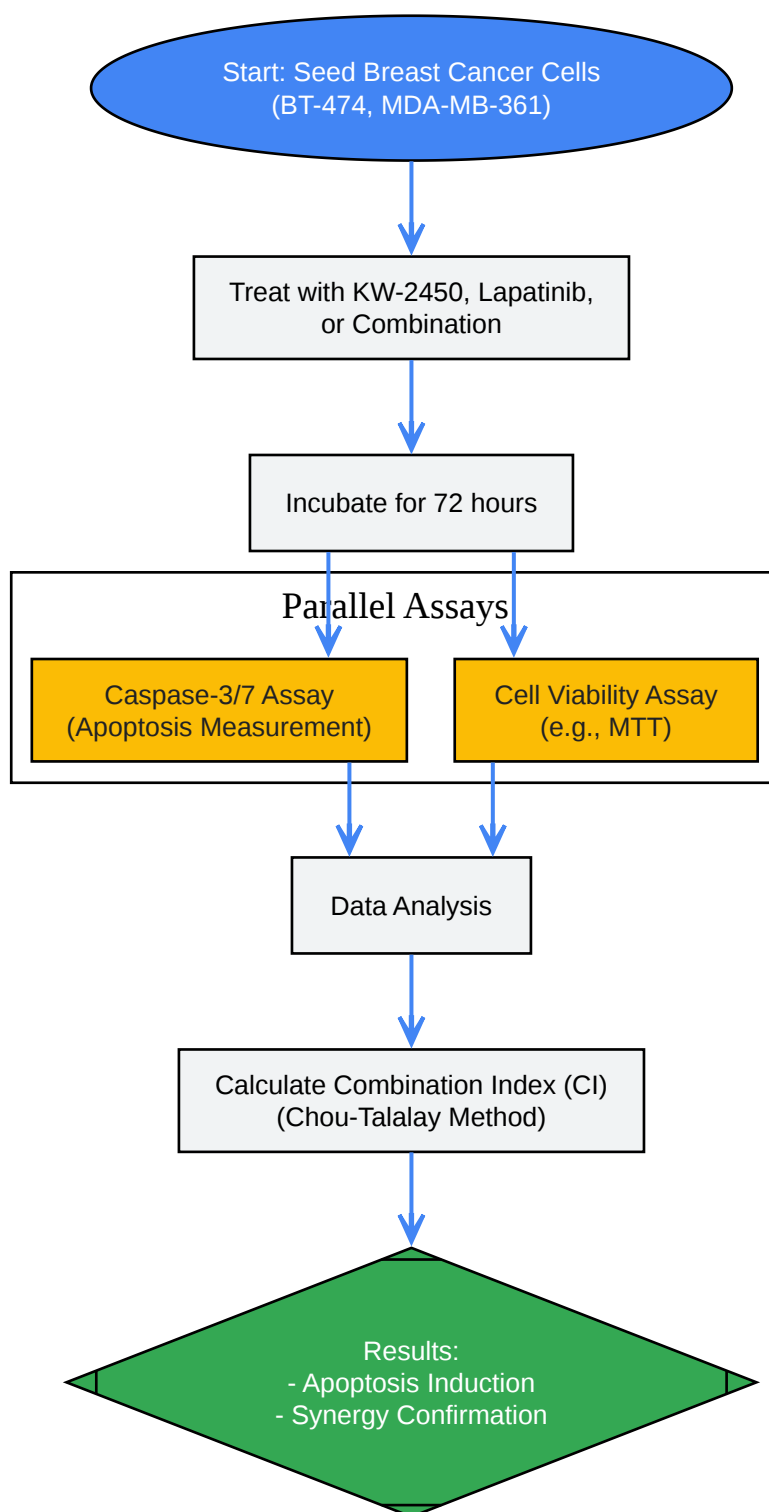 Start: Seed Breast Cancer Cells
(BT-474, MDA-MB-361)
Treat with KW-2450, Lapatinib,
or Combination
Incubate for 72 hours
Parallel Assays
Caspase-3/7 Assay
(Apoptosis Measurement)
Cell Viability Assay
(e.g., MTT)
Data Analysis
Calculate Combination Index (CI)
(Chou-Talalay Method)
Results:
- Apoptosis Induction
- Synergy Confirmation